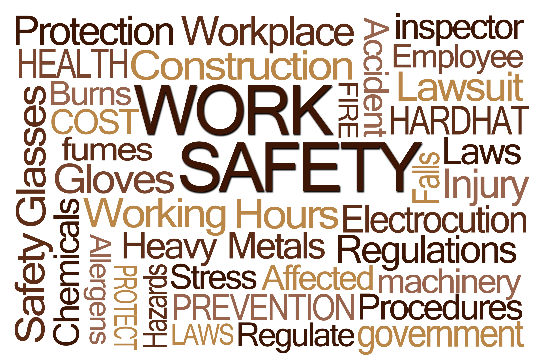 Protection Workplace
inspector
Accident
HEALTH Construction
Employee
Burns
WORK
FIRE
Lawsuit
COST
HARDHAT
fumes
SAFETY
Laws
Safety Glasses
Gloves
Falls
Injury
Working Hours
Electrocution
Chemicals
Heavy Metals
Regulations
Allergens
PROTECT
Hazards
Stress
Affected
machinery
PREVENTION
Procedures
LAWS
Regulate
government